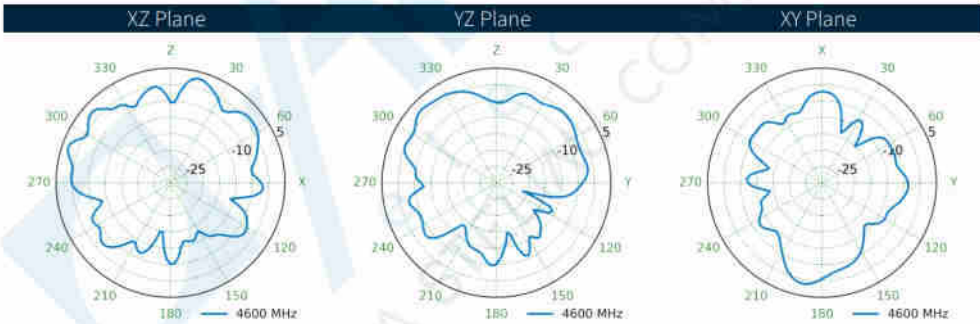 XZ Plane YZ Plane XY Plane
Z Z X
330 30 330 30 330 30
300 60 300 60 300 60
5 5 5
-10 -10 -10
-25 -25 -25
270 X 270 Y 270 Y
240 120 240 120 240 120
210 150 210 150 210 150
180 4600 MHz 180 4600 MHz 180 4600 MHz